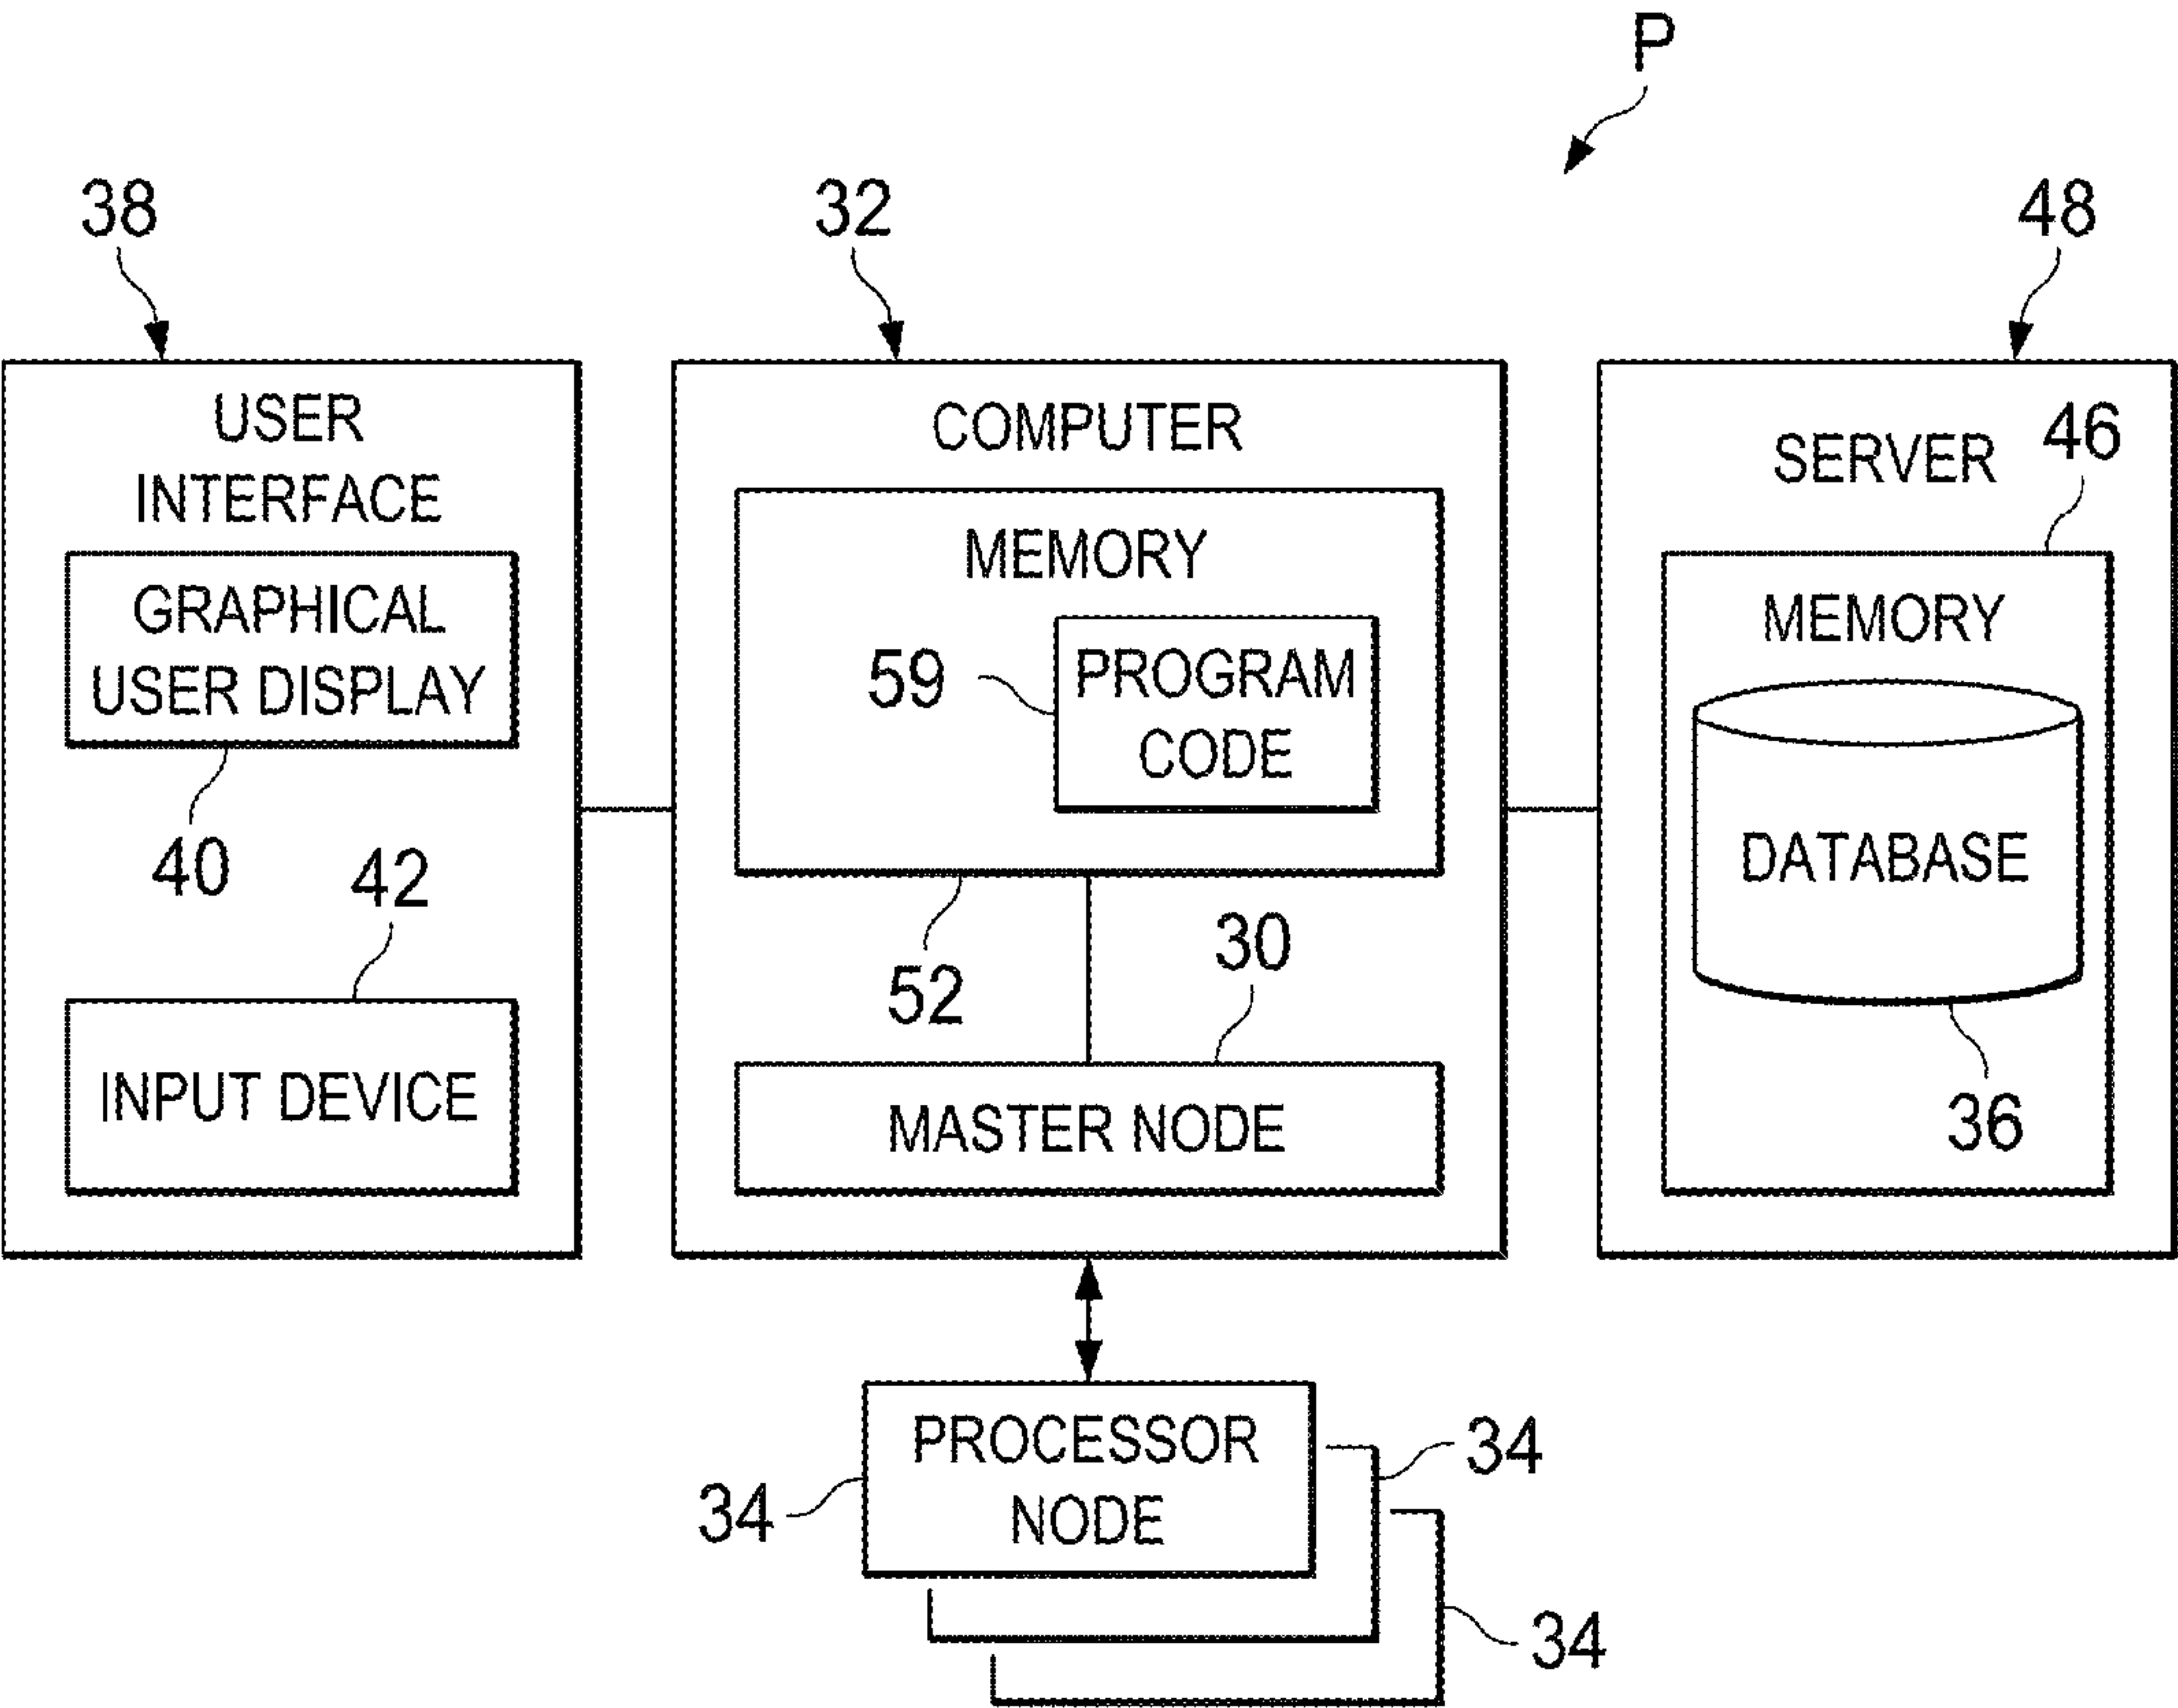 P
38
32
48
USER
INTERFACE
GRAPHICAL
USER DISPLAY
40
42
INPUT DEVICE
COMPUTER
MEMORY
59
PROGRAM
CODE
52
30
MASTER NODE
SERVER
46
MEMORY
DATABASE
36
PROCESSOR
NODE
34
34
34